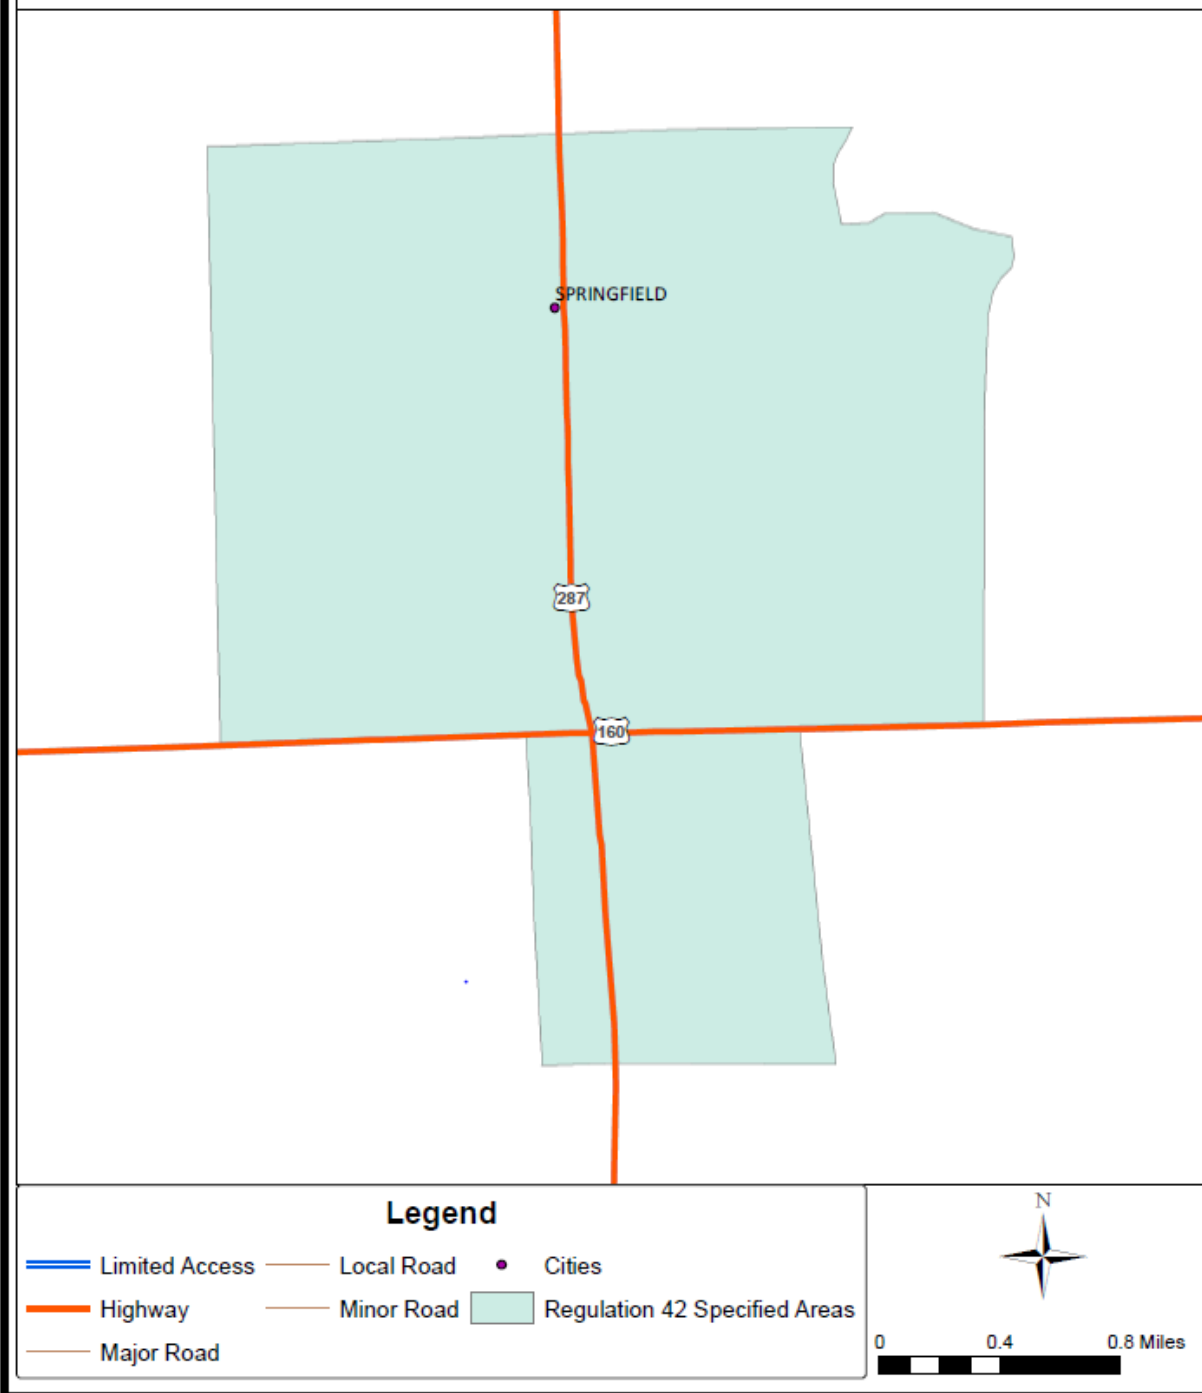 SPRINGFIELD
287
160
Legend
Limited Access
Local Road
Cities
Highway
Minor Road
Regulation 42 Specified Areas
Major Road
N
0 0.4 0.8 Miles